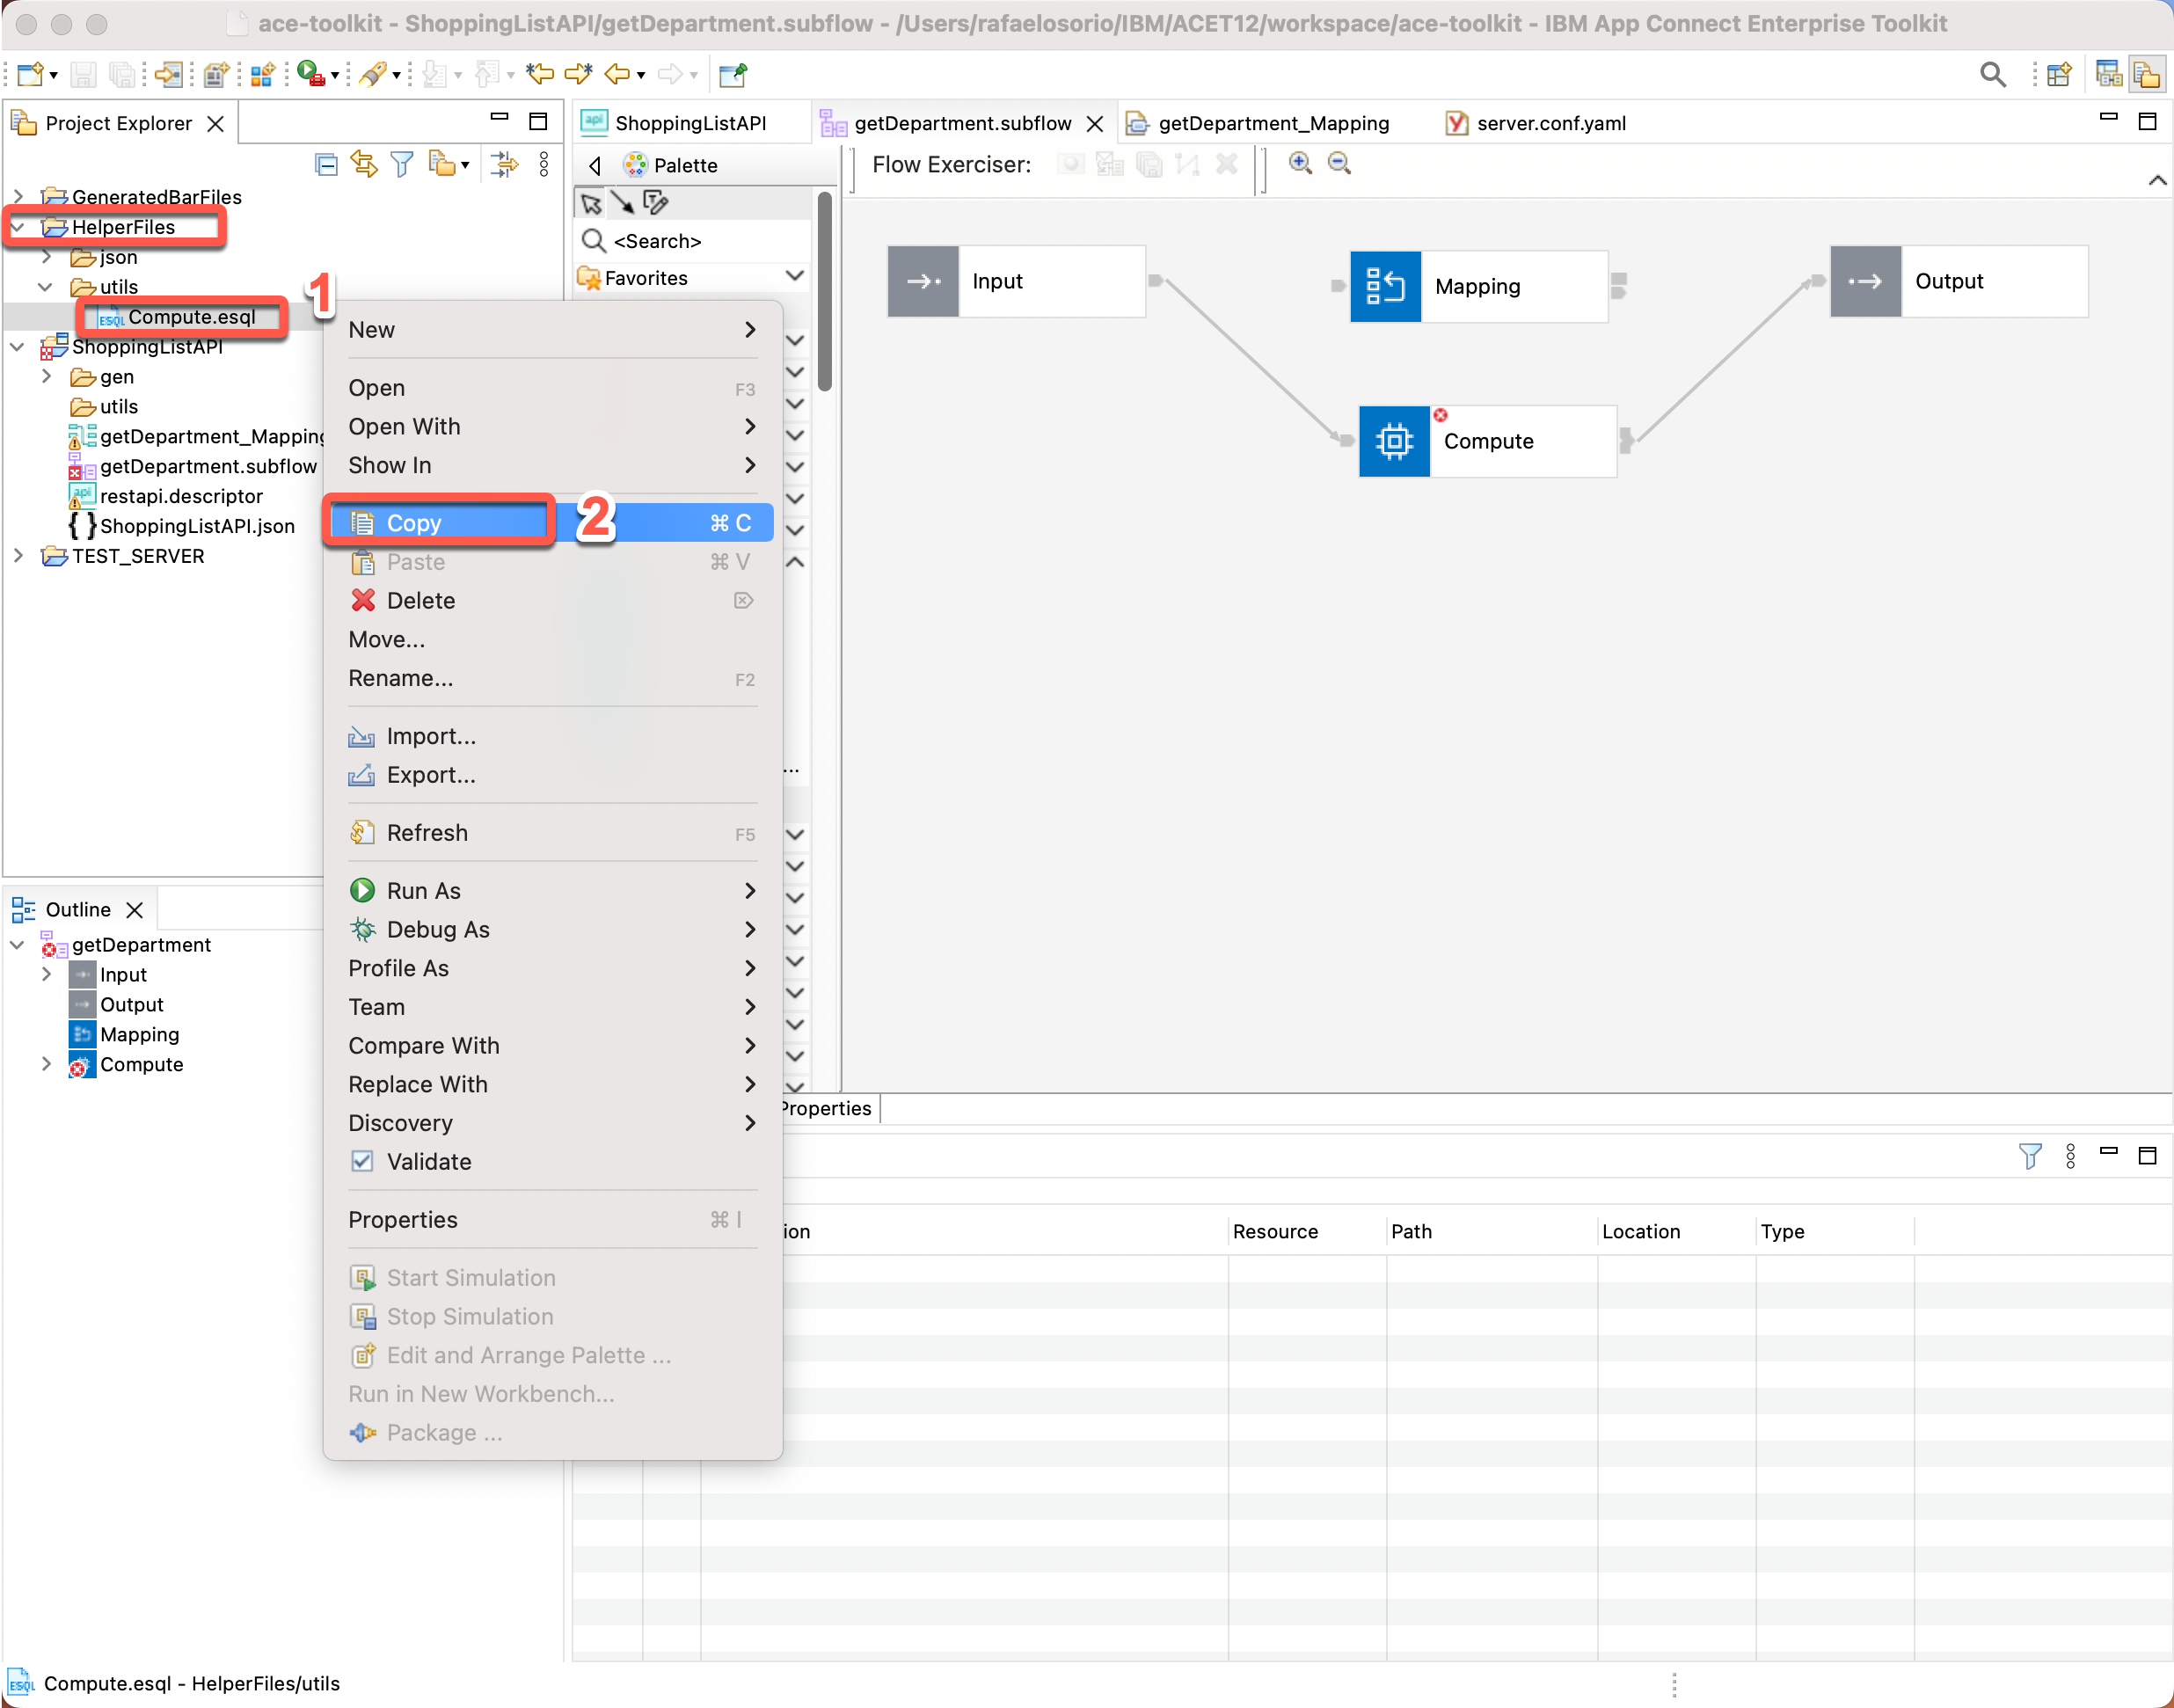 ace-toolkit - ShoppingListAPI/getDepartment.subflow - /Users/rafaelosorio/IBM/ACET12/workspace/ace-toolkit - IBM App Connect Enterprise Toolkit
Project Explorer
ShoppingListAPI
getDepartment.subflow
getDepartment_Mapping
server.conf.yaml
Palette
Flow Exerciser:
<Search>
Favorites
GeneratedBarFiles
HelperFiles
json
utils
Compute.esql
1
ShoppingListAPI
gen
utils
getDepartment_Mapping
getDepartment.subflow
restapi.descriptor
{ } ShoppingListAPI.json
TEST_SERVER
New
Open F3
Open With
Show In
Copy ⌘ C
2
Paste ⌘ V
Delete
Move...
Rename... F2
Import...
Export...
Refresh F5
Run As
Debug As
Profile As
Team
Compare With
Replace With
Discovery
Validate
Properties ⌘ I
Start Simulation
Stop Simulation
Edit and Arrange Palette ...
Run in New Workbench...
Package ...
...
Input
Mapping
Output
Compute
Outline
getDepartment
Input
Output
Mapping
Compute
Properties
ion
Resource
Path
Location
Type
ESQL Compute.esql - HelperFiles/utils